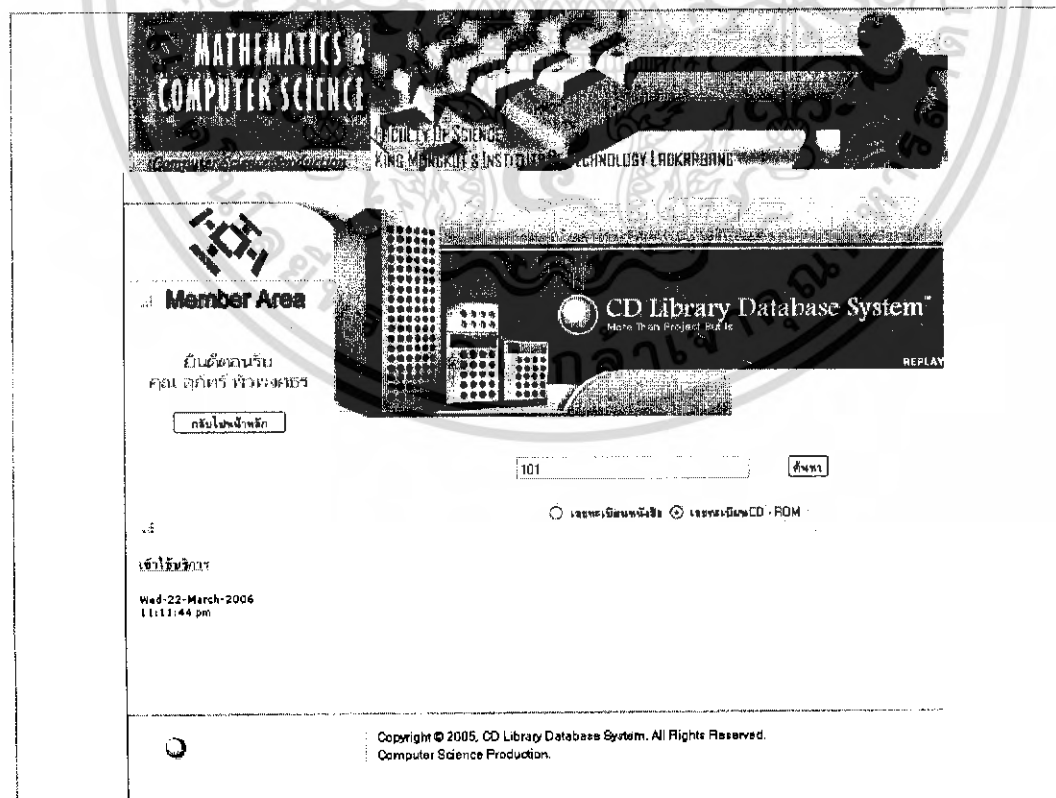 MATHEMATICS &
COMPUTER SCIENCE
Computer Science Production
FACULTY OF SCIENCE
KING MONGKUT'S INSTITUTE OF TECHNOLOGY LADKRABANG
Member Area
ยินดีต้อนรับ
คุณ
กลับไปหน้าหลัก
CD Library Database System™
More Than Project But Is
REPLAY
101
ค้นหา
เลขทะเบียนหนังสือ
เลขทะเบียนCD-ROM
เข้าใช้บริการ
Wed-22-March-2006
11:11:44 pm
Copyright © 2005, CD Library Database System. All Rights Reserved.
Computer Science Production.